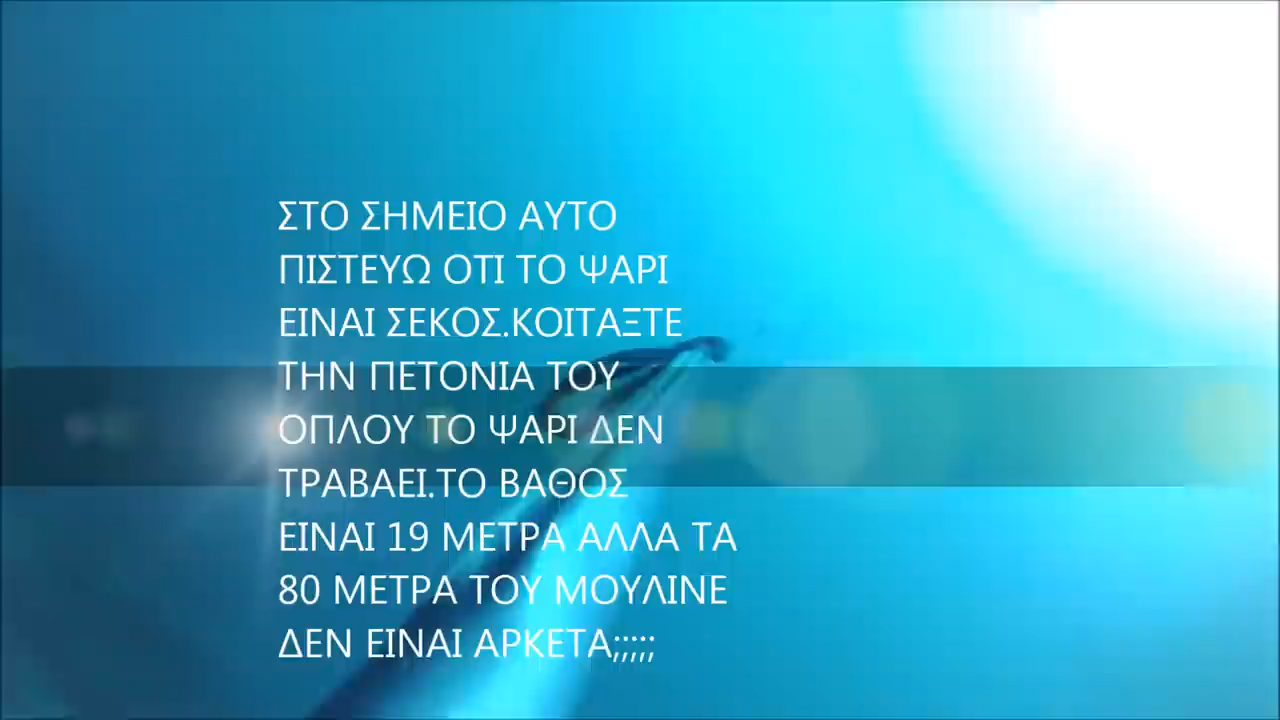 ΣΤΟ ΣΗΜΕΙΟ ΑΥΤΟ
ΠΙΣΤΕΥΩ ΟΤΙ ΤΟ ΨΑΡΙ
ΕΙΝΑΙ ΣΕΚΟΣ.ΚΟΙΤΑΞΤΕ
ΤΗΝ ΠΕΤΟΝΙΑ ΤΟΥ
ΟΠΛΟΥ ΤΟ ΨΑΡΙ ΔΕΝ
ΤΡΑΒΑΕΙ.ΤΟ ΒΑΘΟΣ
ΕΙΝΑΙ 19 ΜΕΤΡΑ ΑΛΛΑ ΤΑ
80 ΜΕΤΡΑ ΤΟΥ ΜΟΥΛΙΝΕ
ΔΕΝ ΕΙΝΑΙ ΑΡΚΕΤΑ;;;;;